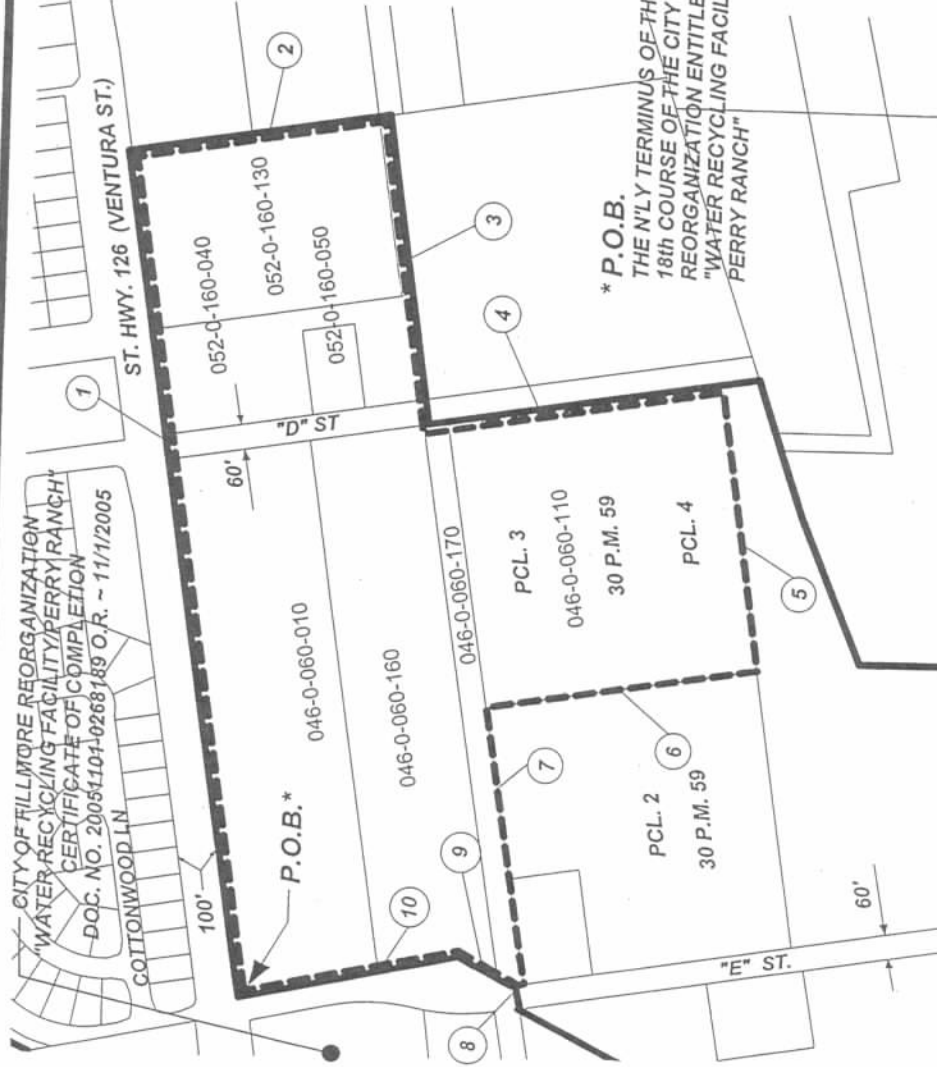 CITY OF FILLMORE REORGANIZATION
"WATER RECYCLING FACILITY/PERRY RANCH"
CERTIFICATE OF COMPLETION
DOC. NO. 20051101-0268189 O.R. ~ 11/1/2005
COTTONWOOD LN
100'
ST. HWY. 126 (VENTURA ST.)
1
2
052-0-160-040
052-0-160-130
052-0-160-050
"D" ST
60'
3
4
* P.O.B.
THE N'LY TERMINUS OF TH
18th COURSE OF THE CITY
REORGANIZATION ENTITLE
"WATER RECYCLING FACIL
PERRY RANCH"
P.O.B. *
046-0-060-010
046-0-060-160
046-0-060-170
PCL. 3
046-0-060-110
30 P.M. 59
PCL. 4
5
6
7
PCL. 2
30 P.M. 59
8
9
10
"E" ST.
60'